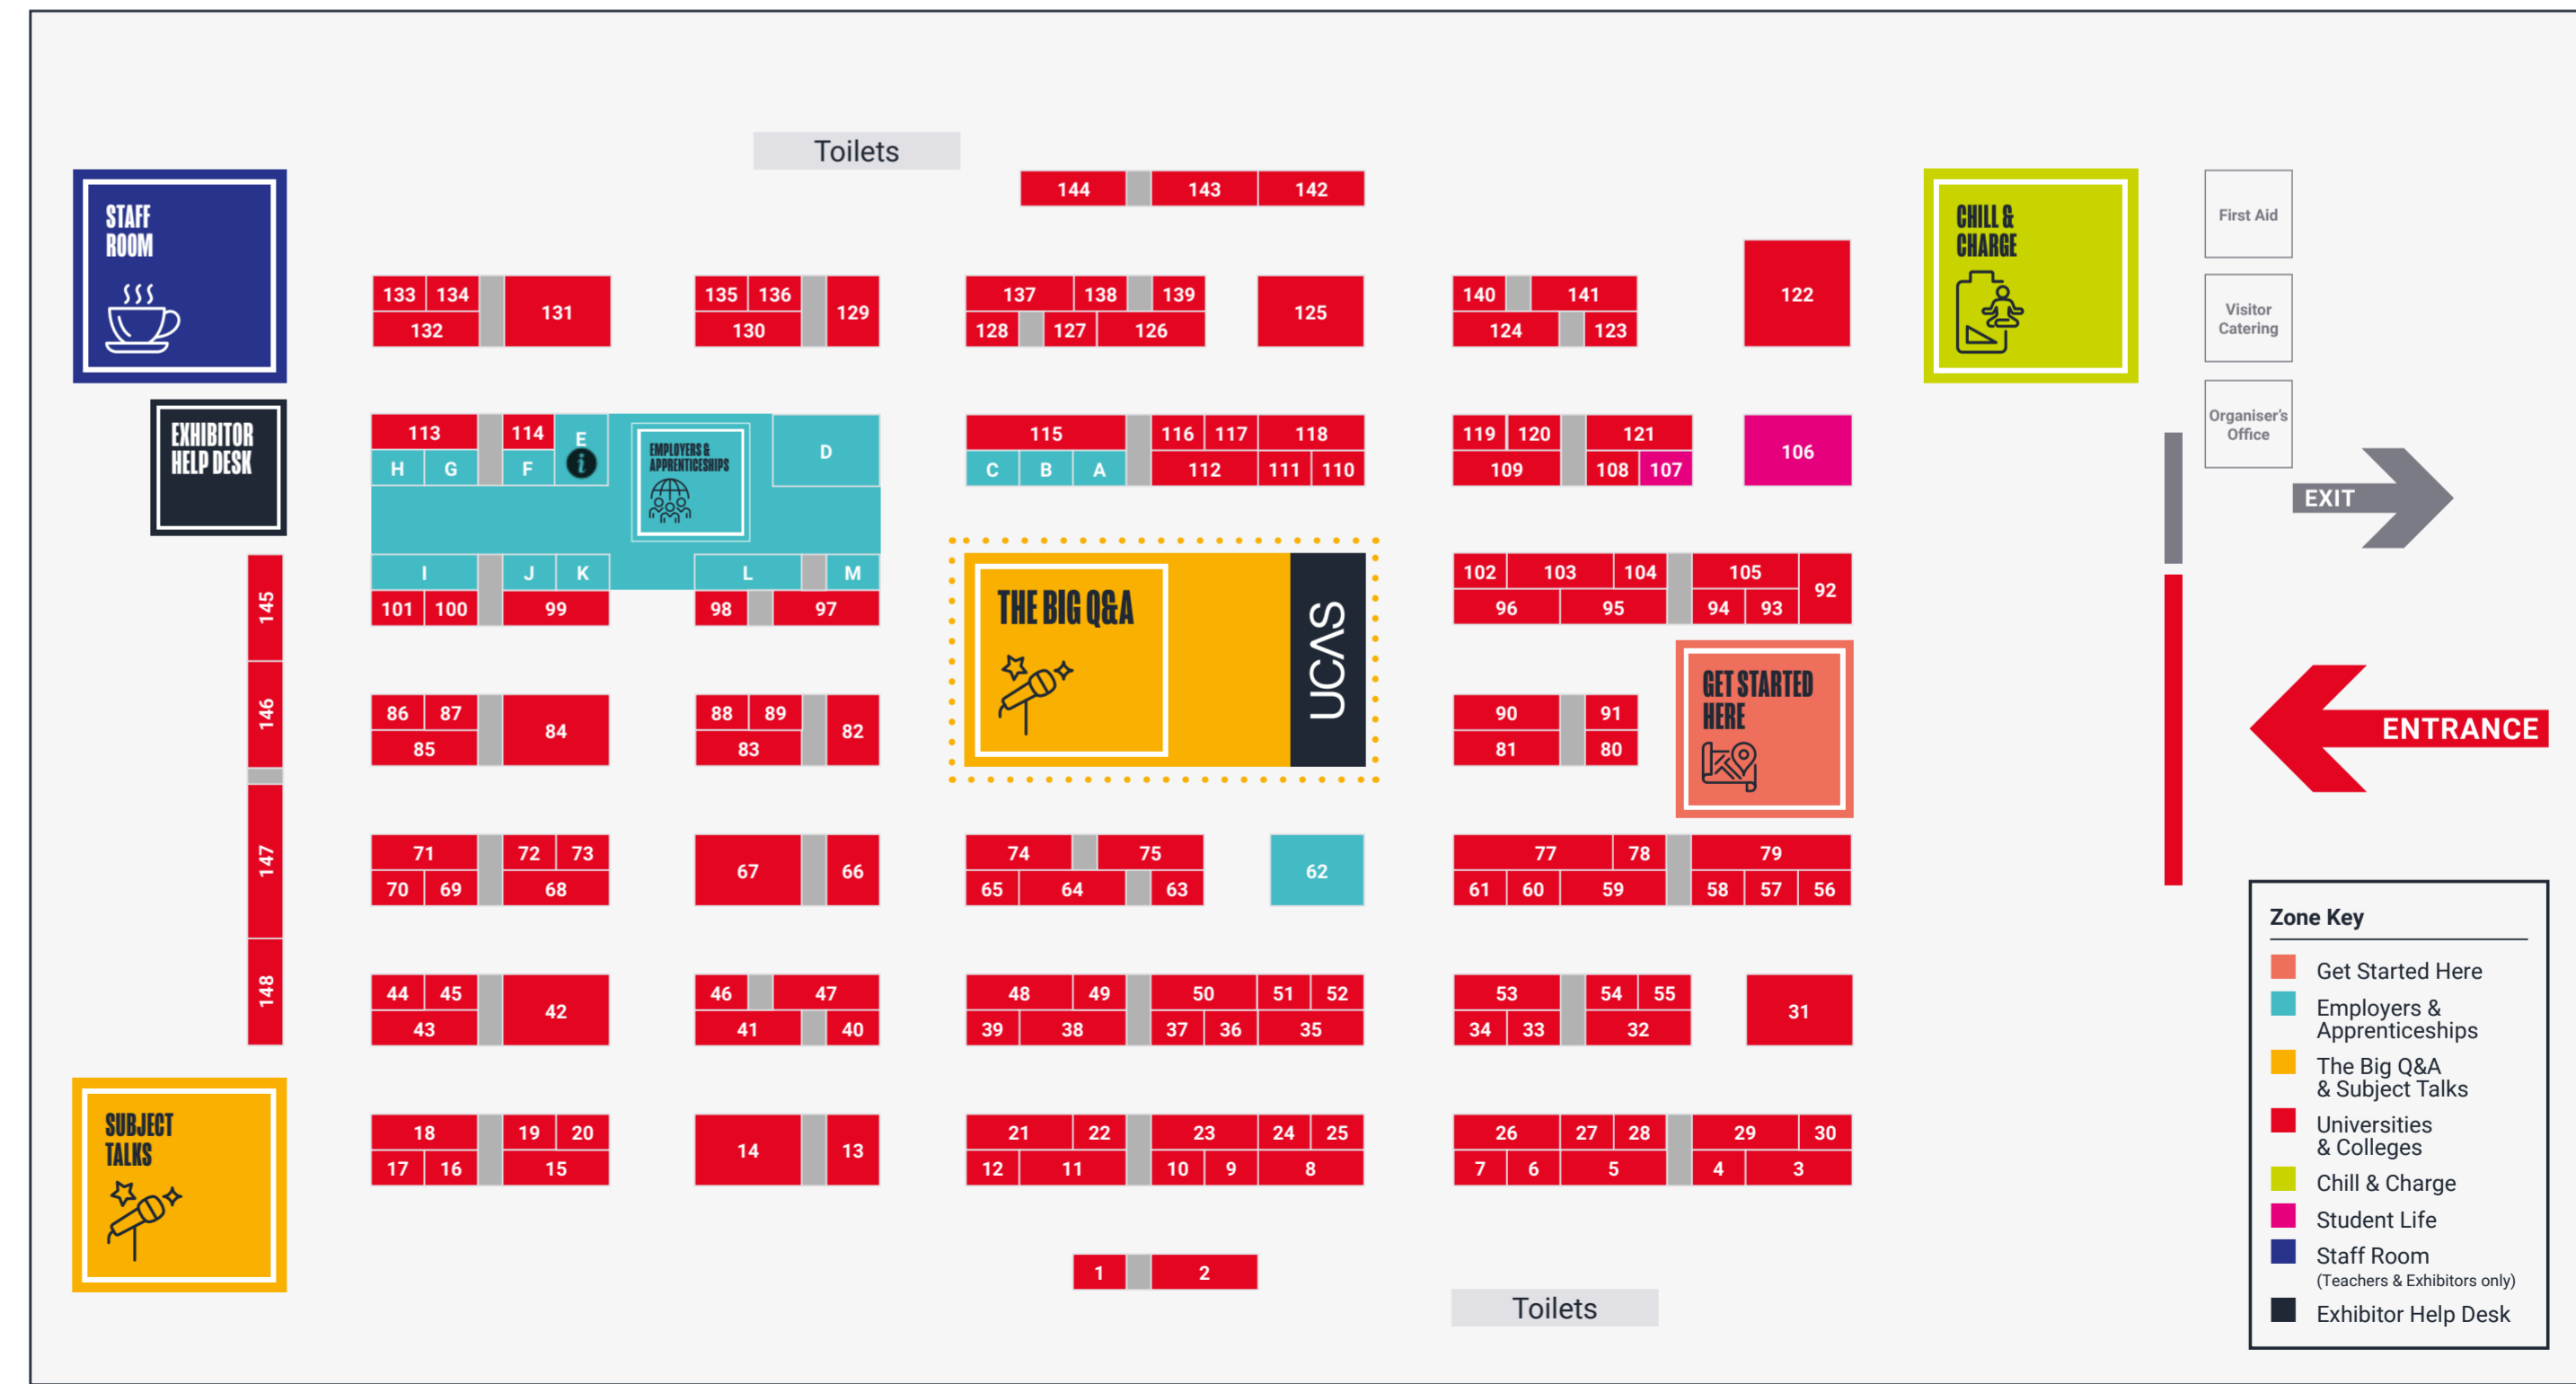 Toilets
144 143 142
STAFF
ROOM
CHILL &
CHARGE
First Aid
133 134 131 135 136 129 137 138 139 125 140 141 122
132 130 128 127 126 124 123
Visitor
Catering
EXHIBITOR
HELP DESK
Organiser's
Office
113 114 E D 115 116 117 118 119 120 121 106
H G F i C B A 112 111 110 109 108 107
EMPLOYERS &
APPRENTICESHIPS
EXIT
I J K L M 102 103 104 105 92
101 100 99 98 97 96 95 94 93
THE BIG Q&A
UCAS
145
146
147
148
GET STARTED
HERE
ENTRANCE
86 87 84 88 89 82 90 91
85 83 81 80
71 72 73 67 66 74 75 62 77 78 79
70 69 68 65 64 63 61 60 59 58 57 56
44 45 42 46 47 48 49 50 51 52 53 54 55 31
43 41 40 39 38 37 36 35 34 33 32
SUBJECT
TALKS
18 19 20 14 13 21 22 23 24 25 26 27 28 29 30
17 16 15 12 11 10 9 8 7 6 5 4 3
1 2
Toilets
Zone Key
Get Started Here
Employers &
Apprenticeships
The Big Q&A
& Subject Talks
Universities
& Colleges
Chill & Charge
Student Life
Staff Room
(Teachers & Exhibitors only)
Exhibitor Help Desk